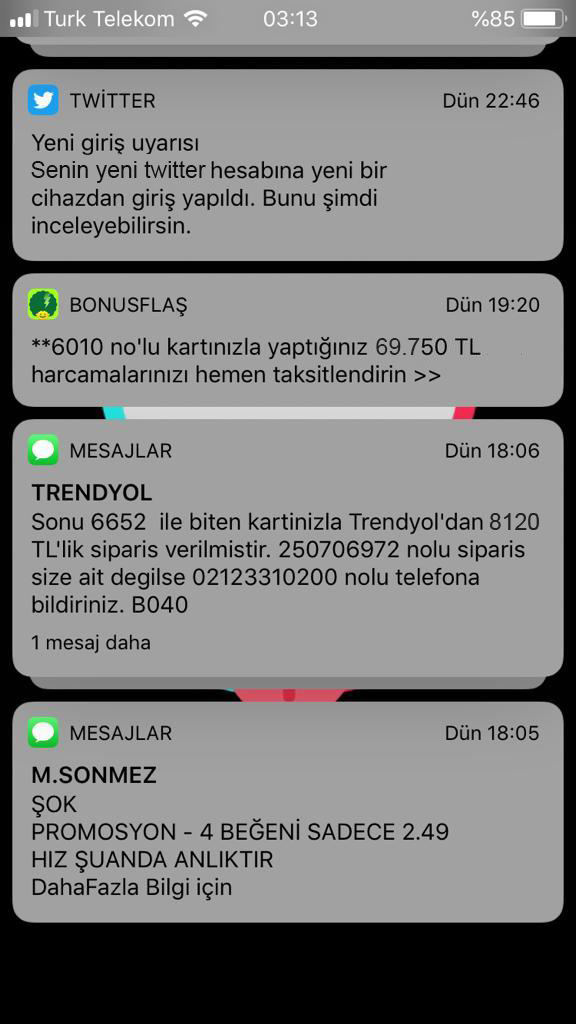 Turk Telekom 03:13 %85
TWİTTER Dün 22:46
Yeni giriş uyarısı
Senin yeni twitter hesabına yeni bir
cihazdan giriş yapıldı. Bunu şimdi
inceleyebilirsin.
BONUSFLAŞ Dün 19:20
**6010 no'lu kartınızla yaptığınız 69.750 TL
harcamalarınızı hemen taksitlendirin >>
MESAJLAR Dün 18:06
TRENDYOL
Sonu 6652 ile biten kartinizla Trendyol'dan 8120
TL'lik siparis verilmistir. 250706972 nolu siparis
size ait degilse 02123310200 nolu telefona
bildiriniz. B040
1 mesaj daha
MESAJLAR Dün 18:05
M.SONMEZ
ŞOK
PROMOSYON - 4 BEĞENİ SADECE 2.49
HIZ ŞUANDA ANLIKTIR
DahaFazla Bilgi için